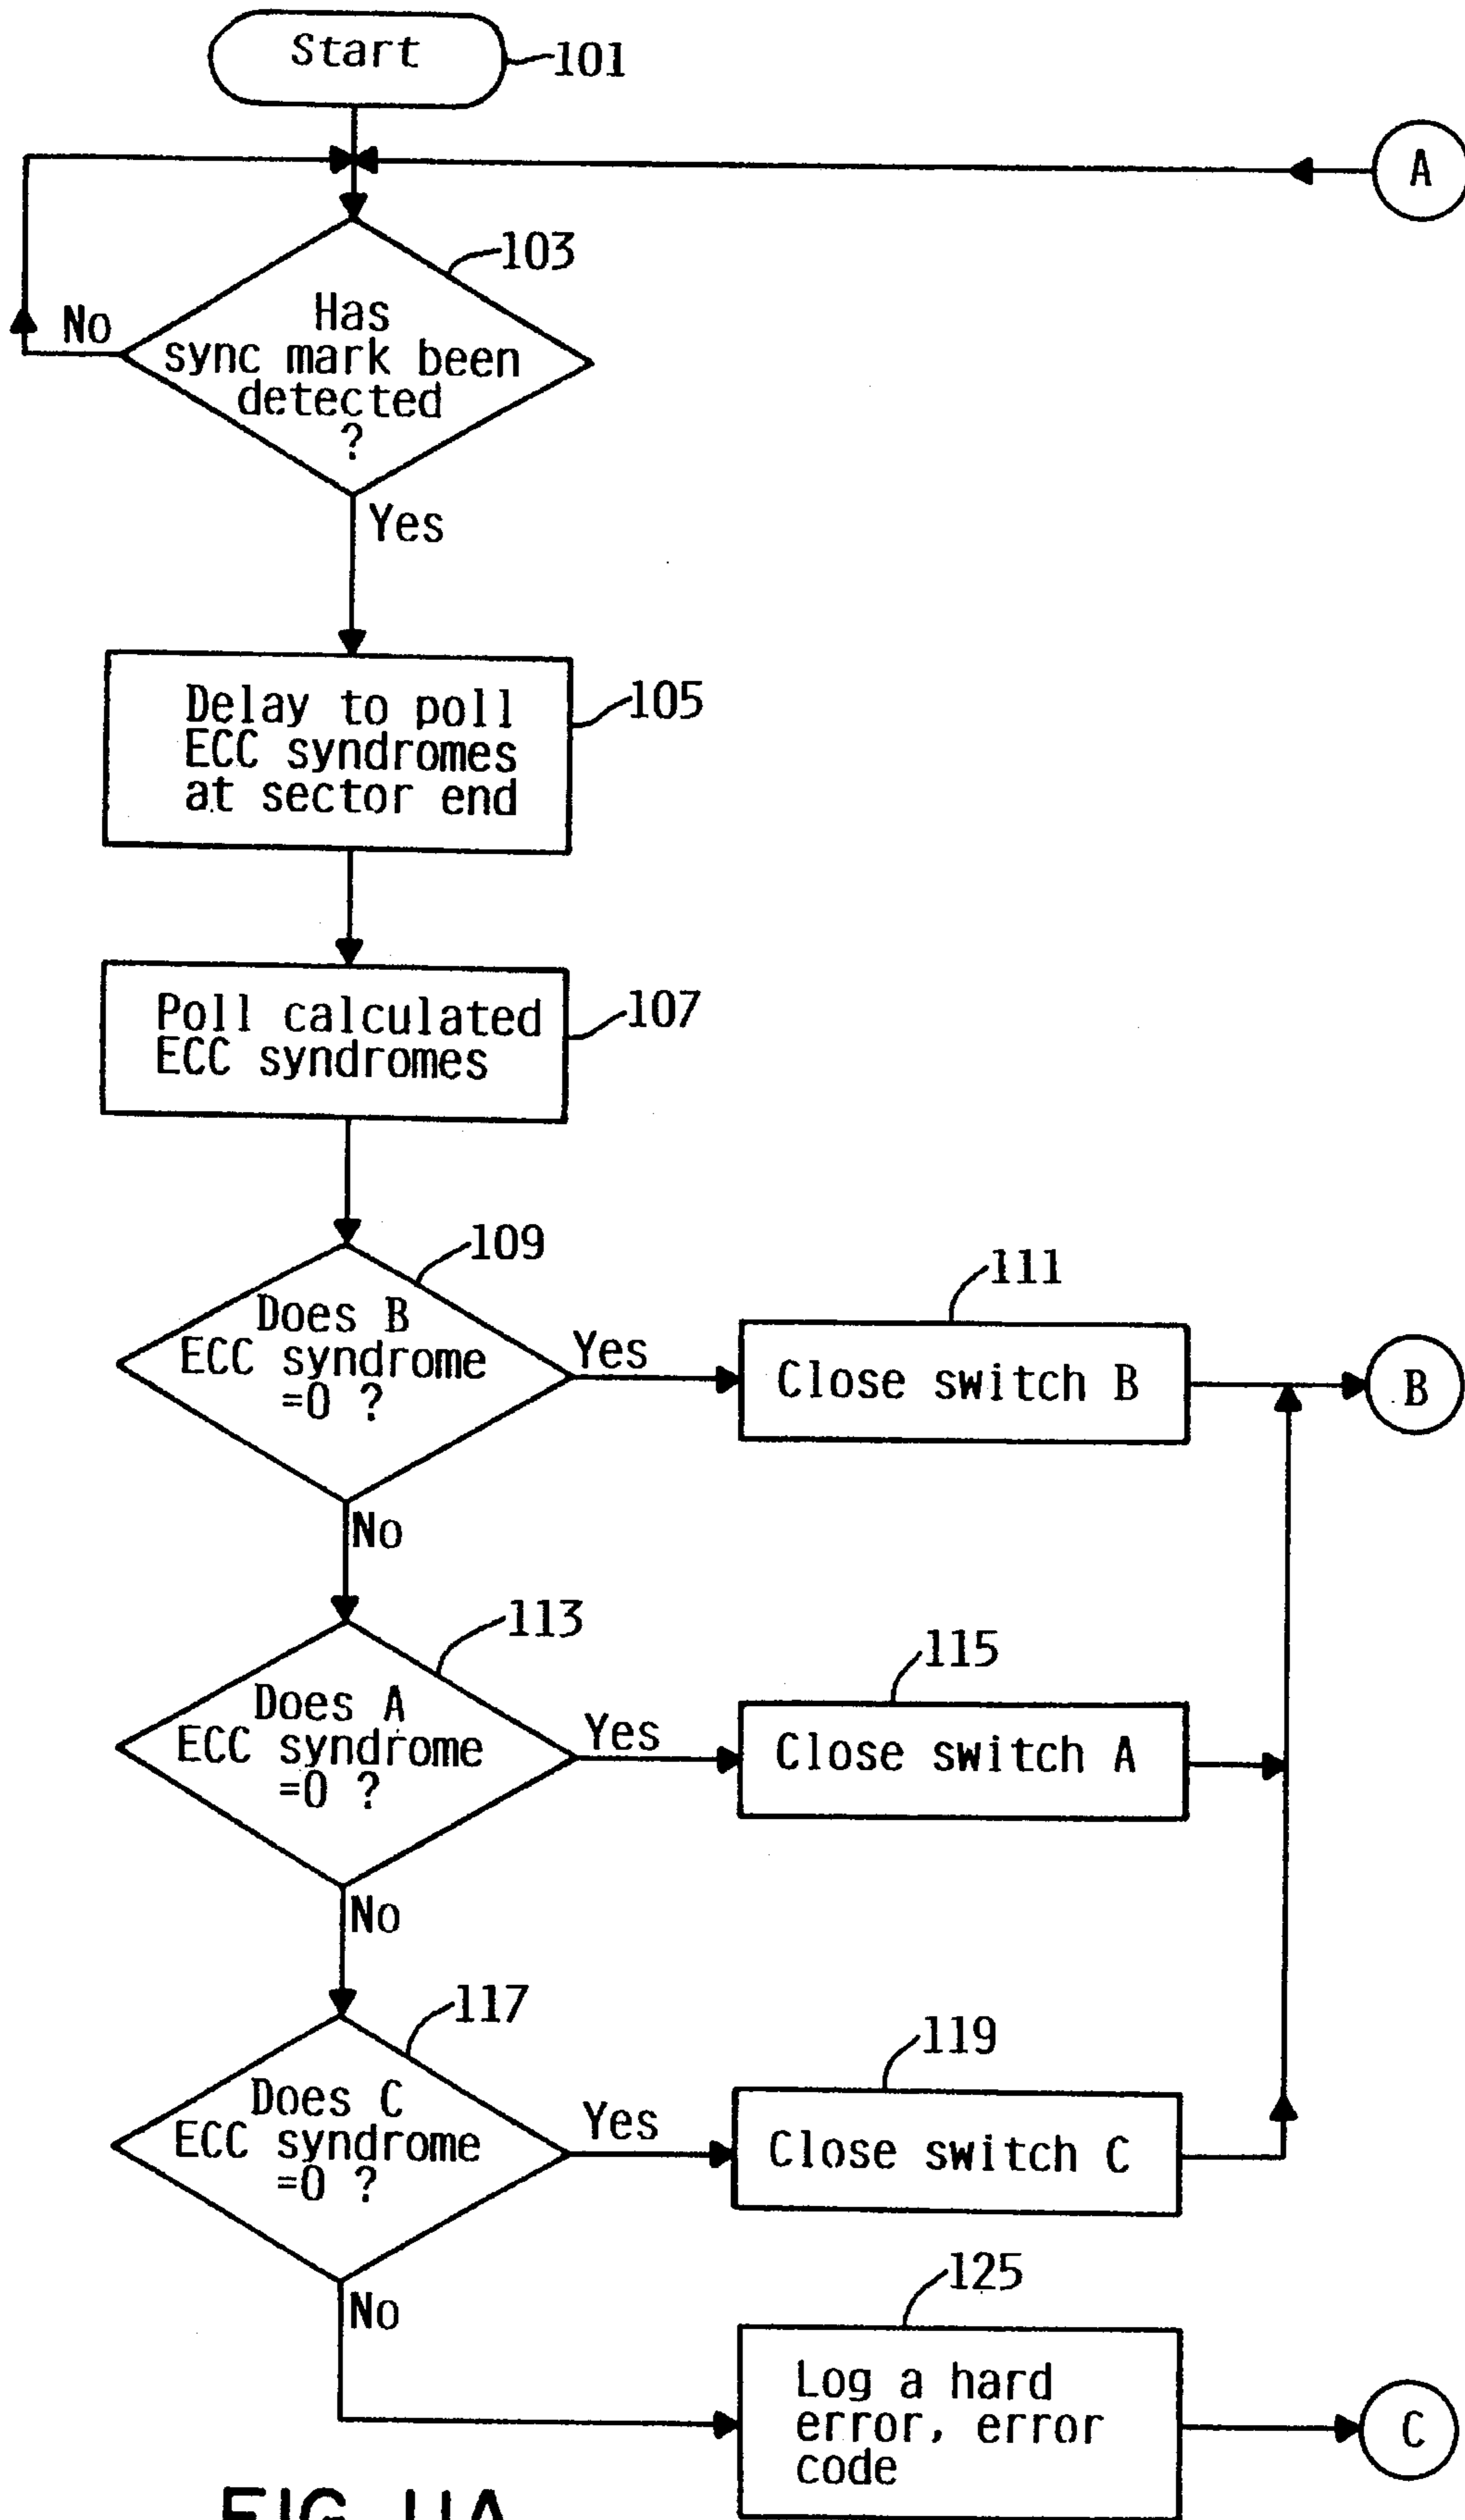 Start
101
A
103
Has
sync mark been
detected
?
No
Yes
Delay to poll
ECC syndromes
at sector end
105
Poll calculated
ECC syndromes
107
109
Does B
ECC syndrome
=0 ?
Yes
111
Close switch B
B
No
113
Does A
ECC syndrome
=0 ?
Yes
115
Close switch A
No
117
Does C
ECC syndrome
=0 ?
Yes
119
Close switch C
No
125
Log a hard
error, error
code
C
FIG. 11A